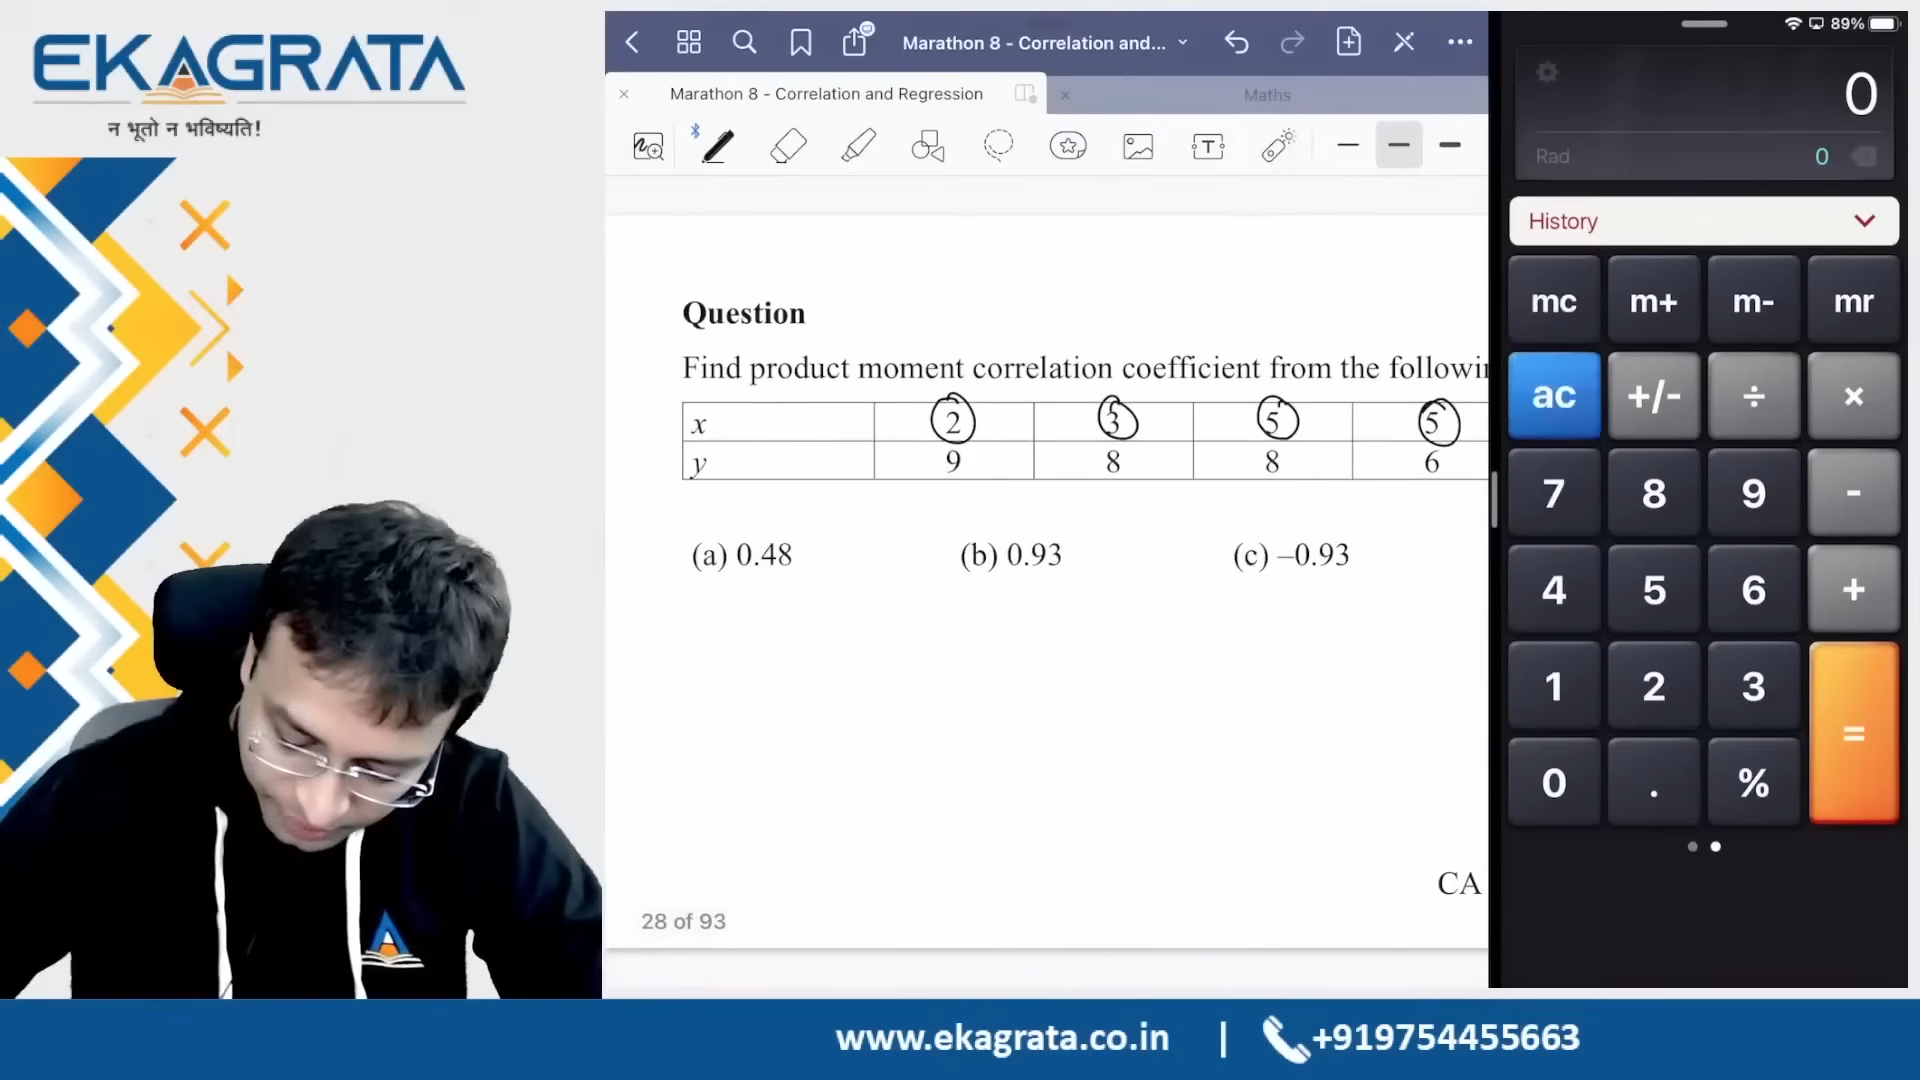 EKAGRATA
न भूतो न भविष्यति!
Marathon 8 - Correlation and...
89%
Marathon 8 - Correlation and Regression
Maths
0
Rad 0
History
Question
Find product moment correlation coefficient from the followin
x 2 3 5 5
y 9 8 8 6
(a) 0.48 (b) 0.93 (c) –0.93
CA
28 of 93
mc m+ m- mr
ac +/- ÷ ×
7 8 9 -
4 5 6 +
1 2 3
0 . % =
www.ekagrata.co.in | +919754455663